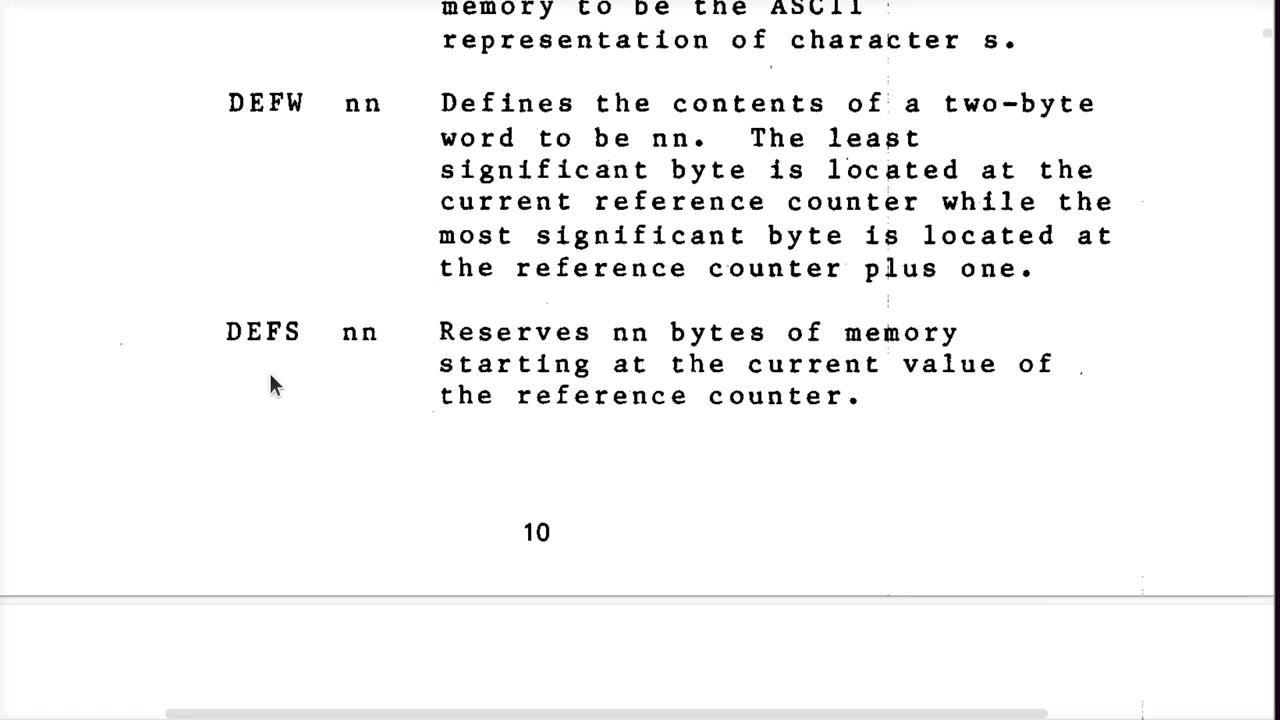 memory to be the ASCII
representation of character s.
DEFW nn Defines the contents of a two-byte
word to be nn. The least
significant byte is located at the
current reference counter while the
most significant byte is located at
the reference counter plus one.
DEFS nn Reserves nn bytes of memory
starting at the current value of
the reference counter.
10